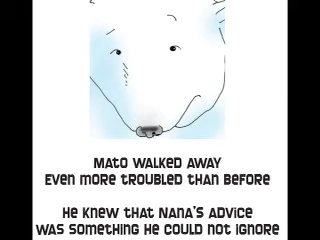 Mato walked away
Even more troubled than before
He knew that Nana's advice
was something he could not ignore